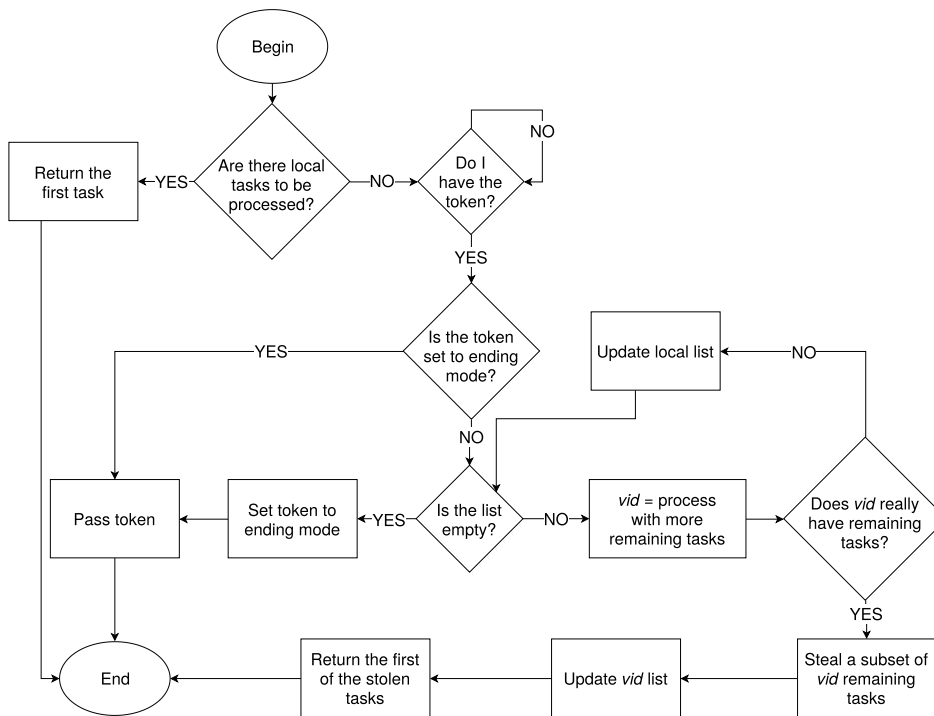 Begin
Are there local
tasks to be
processed?
YES
Return the
first task
NO
Do I
have the
token?
NO
YES
Is the token
set to ending
mode?
YES
NO
Update local list
NO
Pass token
Set token to
ending mode
YES
Is the list
empty?
NO
vid = process
with more
remaining tasks
Does vid really
have remaining
tasks?
YES
End
Return the first
of the stolen
tasks
Update vid list
Steal a subset of
vid remaining
tasks